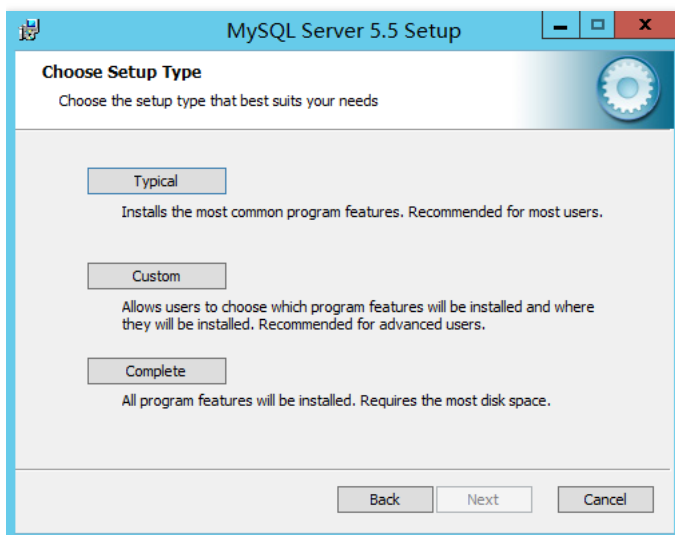 MySQL Server 5.5 Setup
Choose Setup Type
Choose the setup type that best suits your needs
Typical
Installs the most common program features. Recommended for most users.
Custom
Allows users to choose which program features will be installed and where
they will be installed. Recommended for advanced users.
Complete
All program features will be installed. Requires the most disk space.
Back Next Cancel